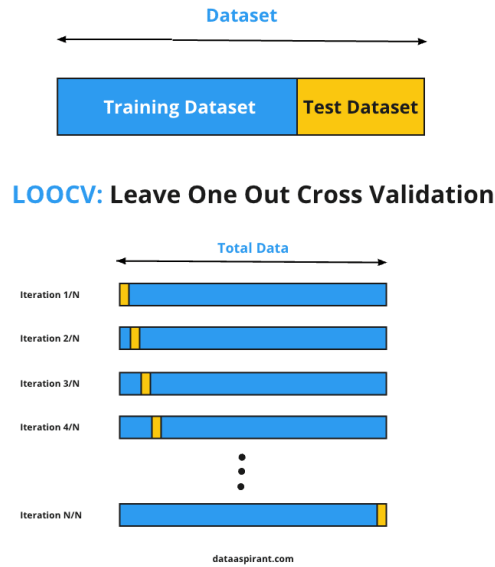 Dataset
Training Dataset Test Dataset
LOOCV: Leave One Out Cross Validation
Total Data
Iteration 1/N
Iteration 2/N
Iteration 3/N
Iteration 4/N
Iteration N/N
dataaspirant.com